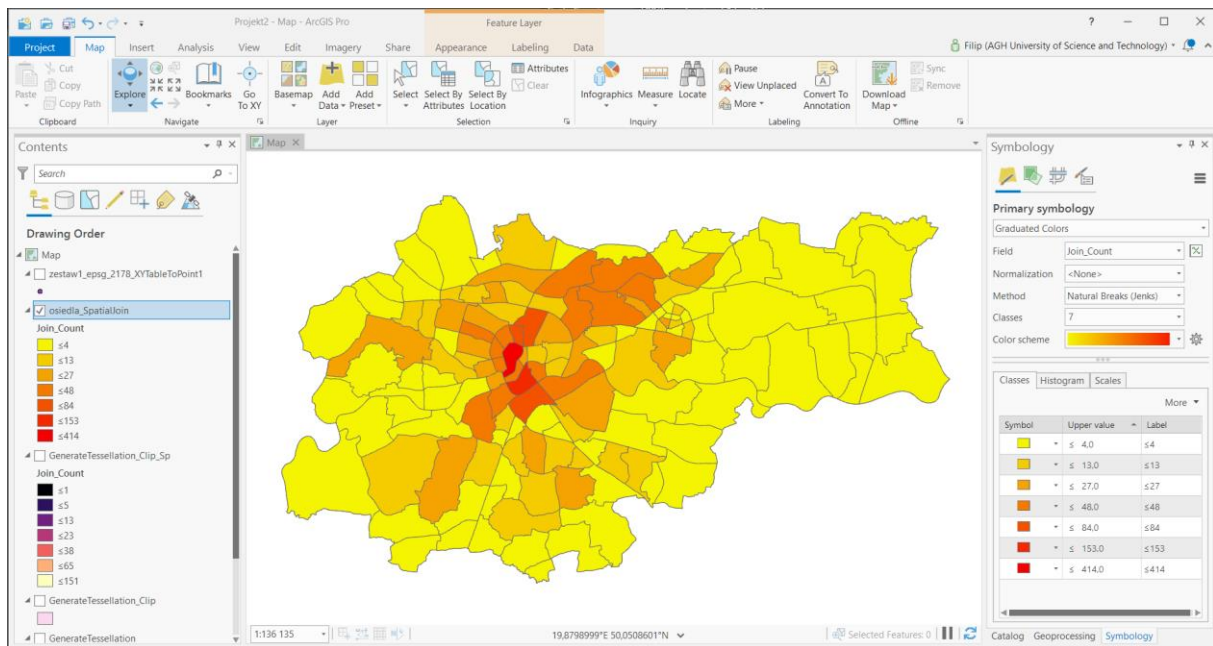 Projekt2 - Map - ArcGIS Pro
Feature Layer
? 
Project Map Insert Analysis View Edit Imagery Share Appearance Labeling Data
Filip (AGH University of Science and Technology)
Paste
Cut
Copy
Copy Path
Clipboard
Explore
Bookmarks
Go To XY
Navigate
Basemap
Add Data
Add Preset
Layer
Select
Select By Attributes
Select By Location
Attributes
Clear
Selection
Infographics
Measure
Locate
Inquiry
Pause
View Unplaced
More
Convert To Annotation
Labeling
Download Map
Sync
Remove
Offline
Contents
Search
Drawing Order
Map
zestaw1_epsg_2178_XYTableToPoint1
osiedla_SpatialJoin
Join_Count
≤4
≤13
≤27
≤48
≤84
≤153
≤414
GenerateTessellation_Clip_Sp
Join_Count
≤1
≤5
≤13
≤23
≤38
≤65
≤151
GenerateTessellation_Clip
GenerateTessellation
Map
1:136 135
19,8798999°E 50,0508601°N
Selected Features: 0
Symbology
Primary symbology
Graduated Colors
Field Join_Count
Normalization <None>
Method Natural Breaks (Jenks)
Classes 7
Color scheme
Classes Histogram Scales
More
Symbol Upper value Label
≤ 4,0 ≤4
≤ 13,0 ≤13
≤ 27,0 ≤27
≤ 48,0 ≤48
≤ 84,0 ≤84
≤ 153,0 ≤153
≤ 414,0 ≤414
Catalog Geoprocessing Symbology